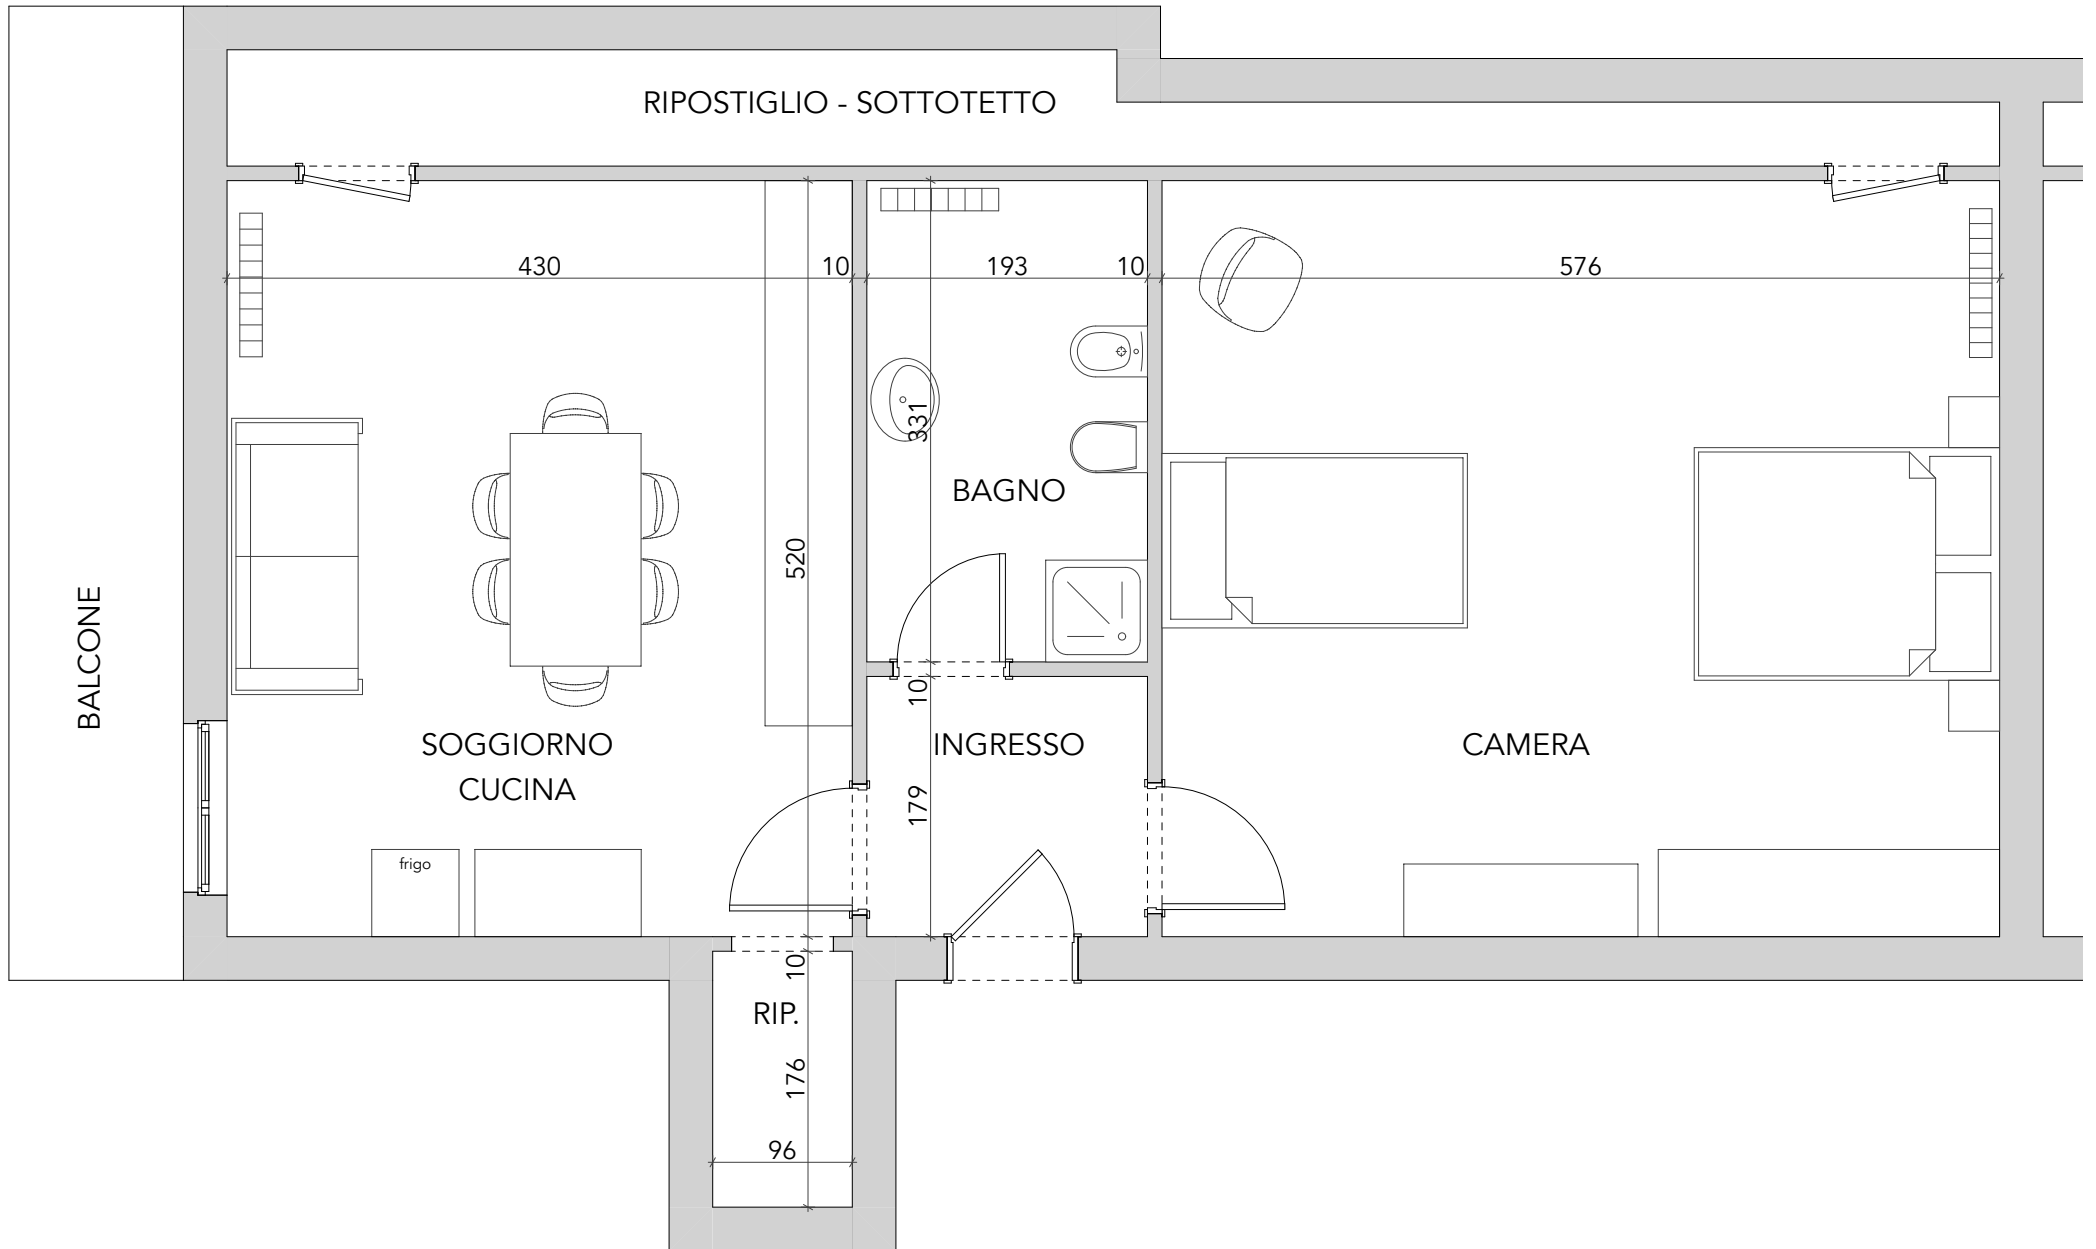 RIPOSTIGLIO - SOTTOTETTO
430
10
193
10
576
331
BAGNO
520
BALCONE
10
SOGGIORNO
CUCINA
INGRESSO
CAMERA
179
frigo
10
RIP.
176
96